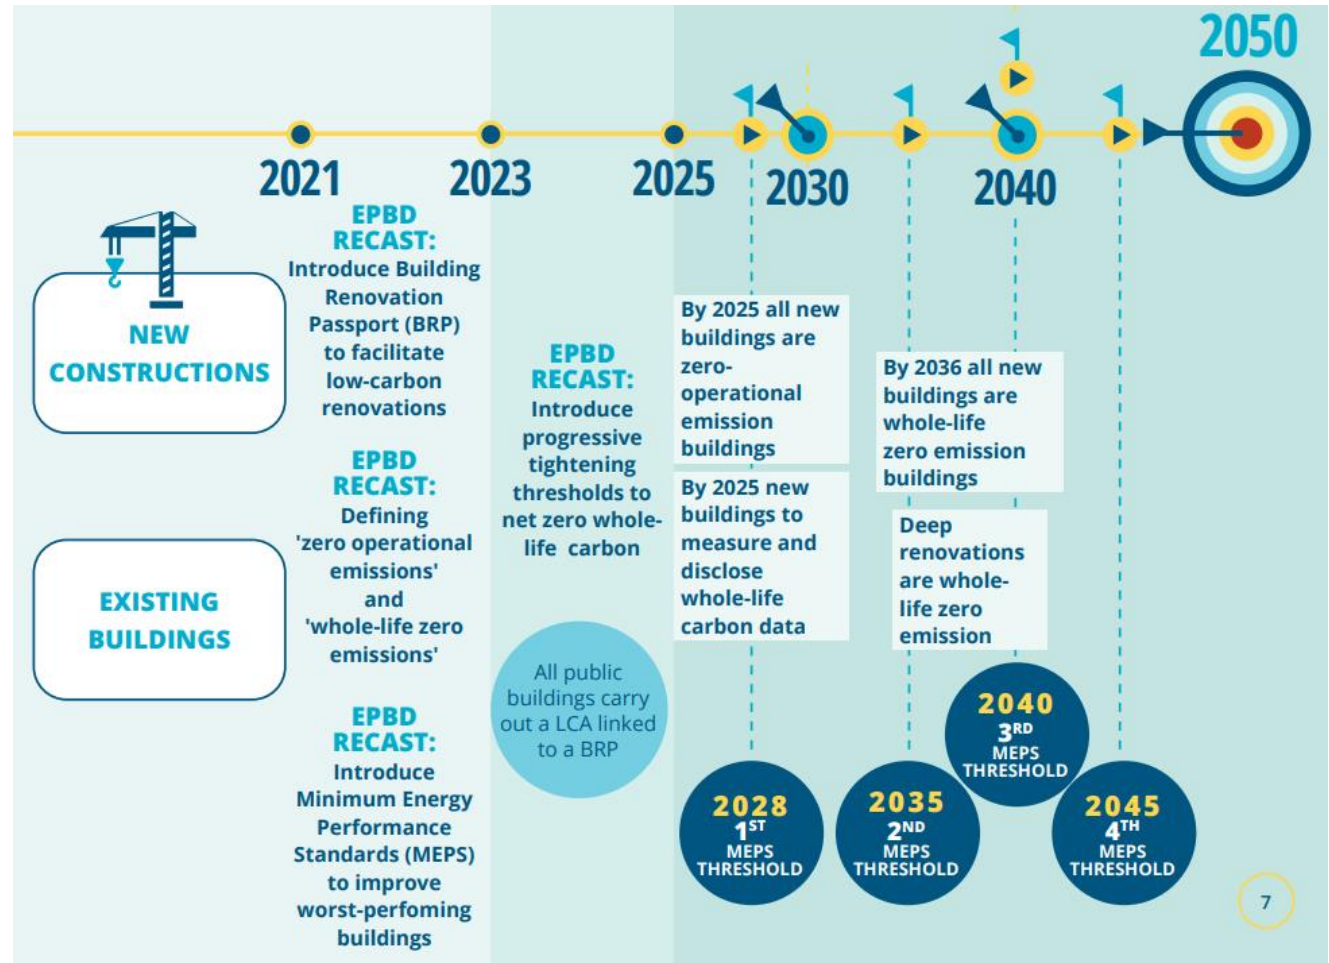 2050
2021
2023
2025
2030
2040
NEW
CONSTRUCTIONS
EXISTING
BUILDINGS
EPBD
RECAST:
Introduce Building
Renovation
Passport (BRP)
to facilitate
low-carbon
renovations
EPBD
RECAST:
Defining
'zero operational
emissions'
and
'whole-life zero
emissions'
EPBD
RECAST:
Introduce
Minimum Energy
Performance
Standards (MEPS)
to improve
worst-perfoming
buildings
EPBD
RECAST:
Introduce
progressive
tightening
thresholds to
net zero whole-
life carbon
All public
buildings carry
out a LCA linked
to a BRP
By 2025 all new
buildings are
zero-
operational
emission
buildings
By 2025 new
buildings to
measure and
disclose
whole-life
carbon data
By 2036 all new
buildings are
whole-life
zero emission
buildings
Deep
renovations
are whole-
life zero
emission
2028
1ST
MEPS
THRESHOLD
2035
2ND
MEPS
THRESHOLD
2040
3RD
MEPS
THRESHOLD
2045
4TH
MEPS
THRESHOLD
7